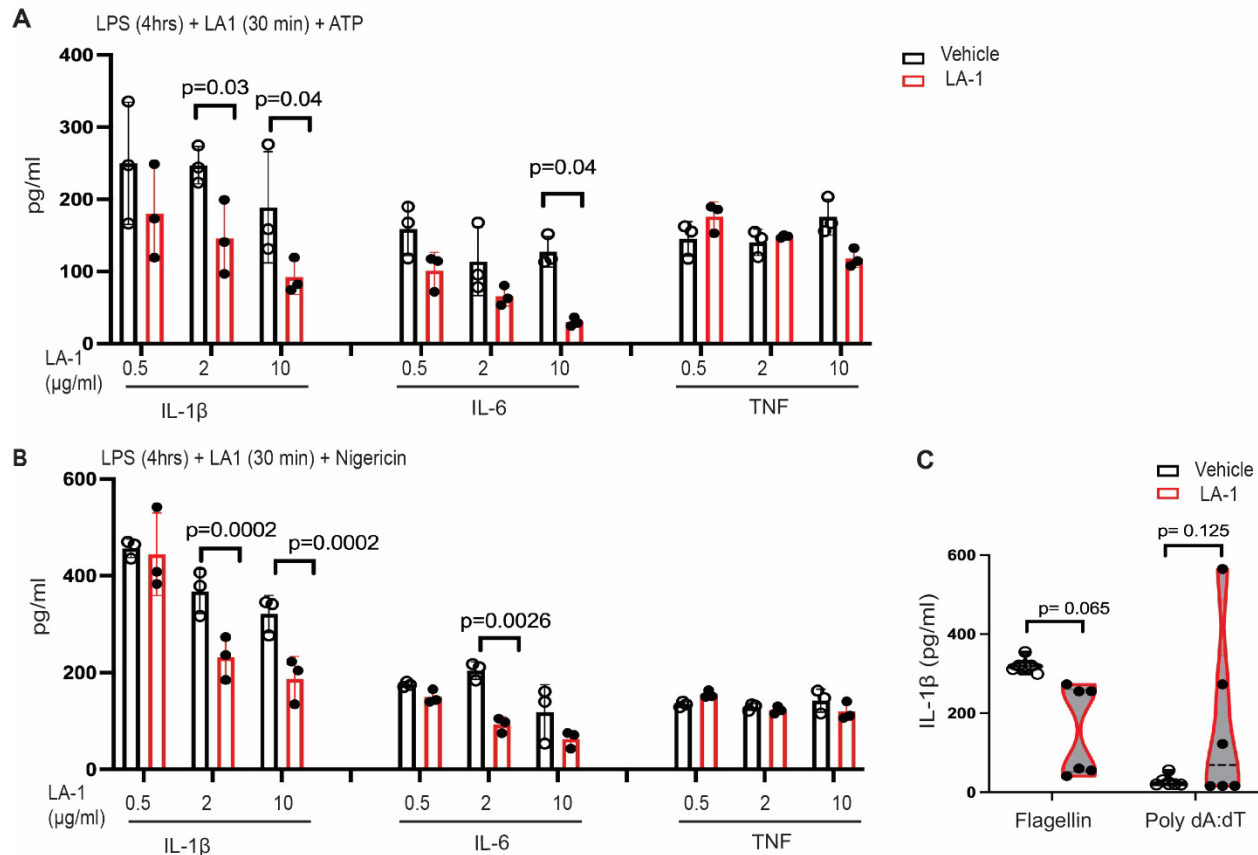 A
LPS (4hrs) + LA1 (30 min) + ATP
400
300
200
100
0
pg/ml
p=0.03
p=0.04
p=0.04
Vehicle
LA-1
LA-1
(µg/ml)
0.5 2 10 0.5 2 10 0.5 2 10
IL-1β IL-6 TNF
B
LPS (4hrs) + LA1 (30 min) + Nigericin
600
400
200
0
pg/ml
p=0.0002
p=0.0002
p=0.0026
LA-1
(µg/ml)
0.5 2 10 0.5 2 10 0.5 2 10
IL-1β IL-6 TNF
C
Vehicle
LA-1
p= 0.125
p= 0.065
600
400
200
0
IL-1β (pg/ml)
Flagellin Poly dA:dT